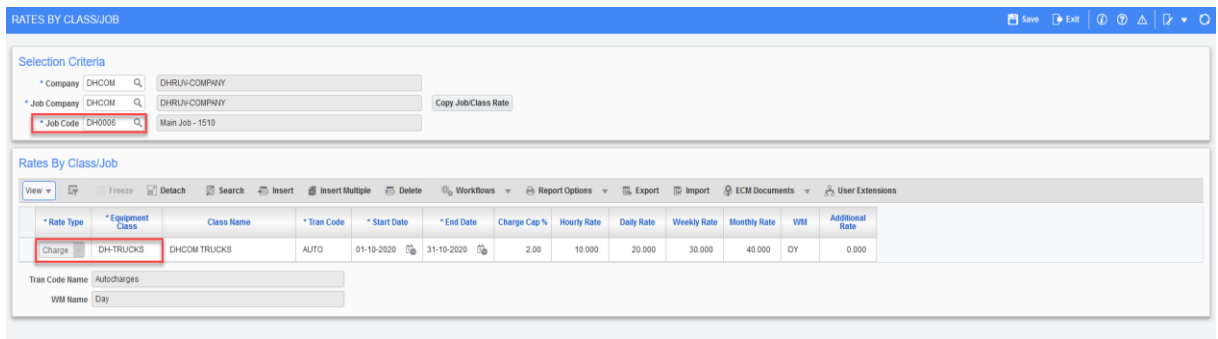 RATES BY CLASS/JOB Save Exit
Selection Criteria
* Company DHCOM DHRUV-COMPANY
* Job Company DHCOM DHRUV-COMPANY Copy Job/Class Rate
* Job Code DH0006 Main Job - 1510
Rates By Class/Job
View Freeze Detach Search Insert Insert Multiple Delete Workflows Report Options Export Import ECM Documents User Extensions
* Rate Type * Equipment Class Class Name * Tran Code * Start Date * End Date Charge Cap % Hourly Rate Daily Rate Weekly Rate Monthly Rate WM Additional Rate
Charge DH-TRUCKS DHCOM TRUCKS AUTO 01-10-2020 31-10-2020 2.00 10.000 20.000 30.000 40.000 DY 0.000
Tran Code Name Autocharges
WM Name Day